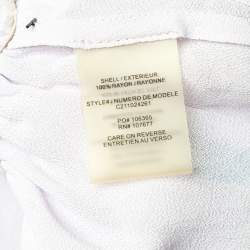 SHELL / EXTERIEUR
100% RAYON / RAYONNE
STYLE# / NUMERO DE MODELE
C211024261
PO# 106365
RN# 107677
CARE ON REVERSE
ENTRETIEN AU VERSO